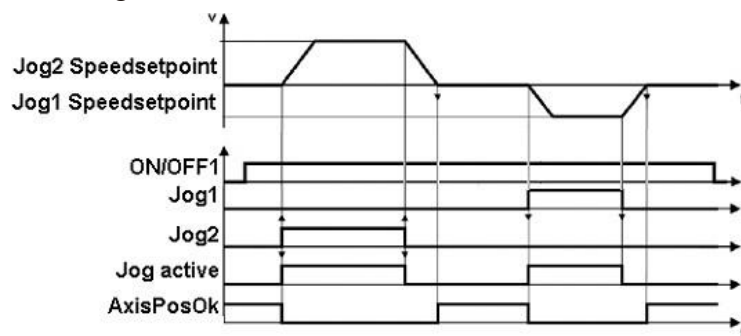 v
Jog2 Speedsetpoint
Jog1 Speedsetpoint
ON/OFF1
Jog1
Jog2
Jog active
AxisPosOk